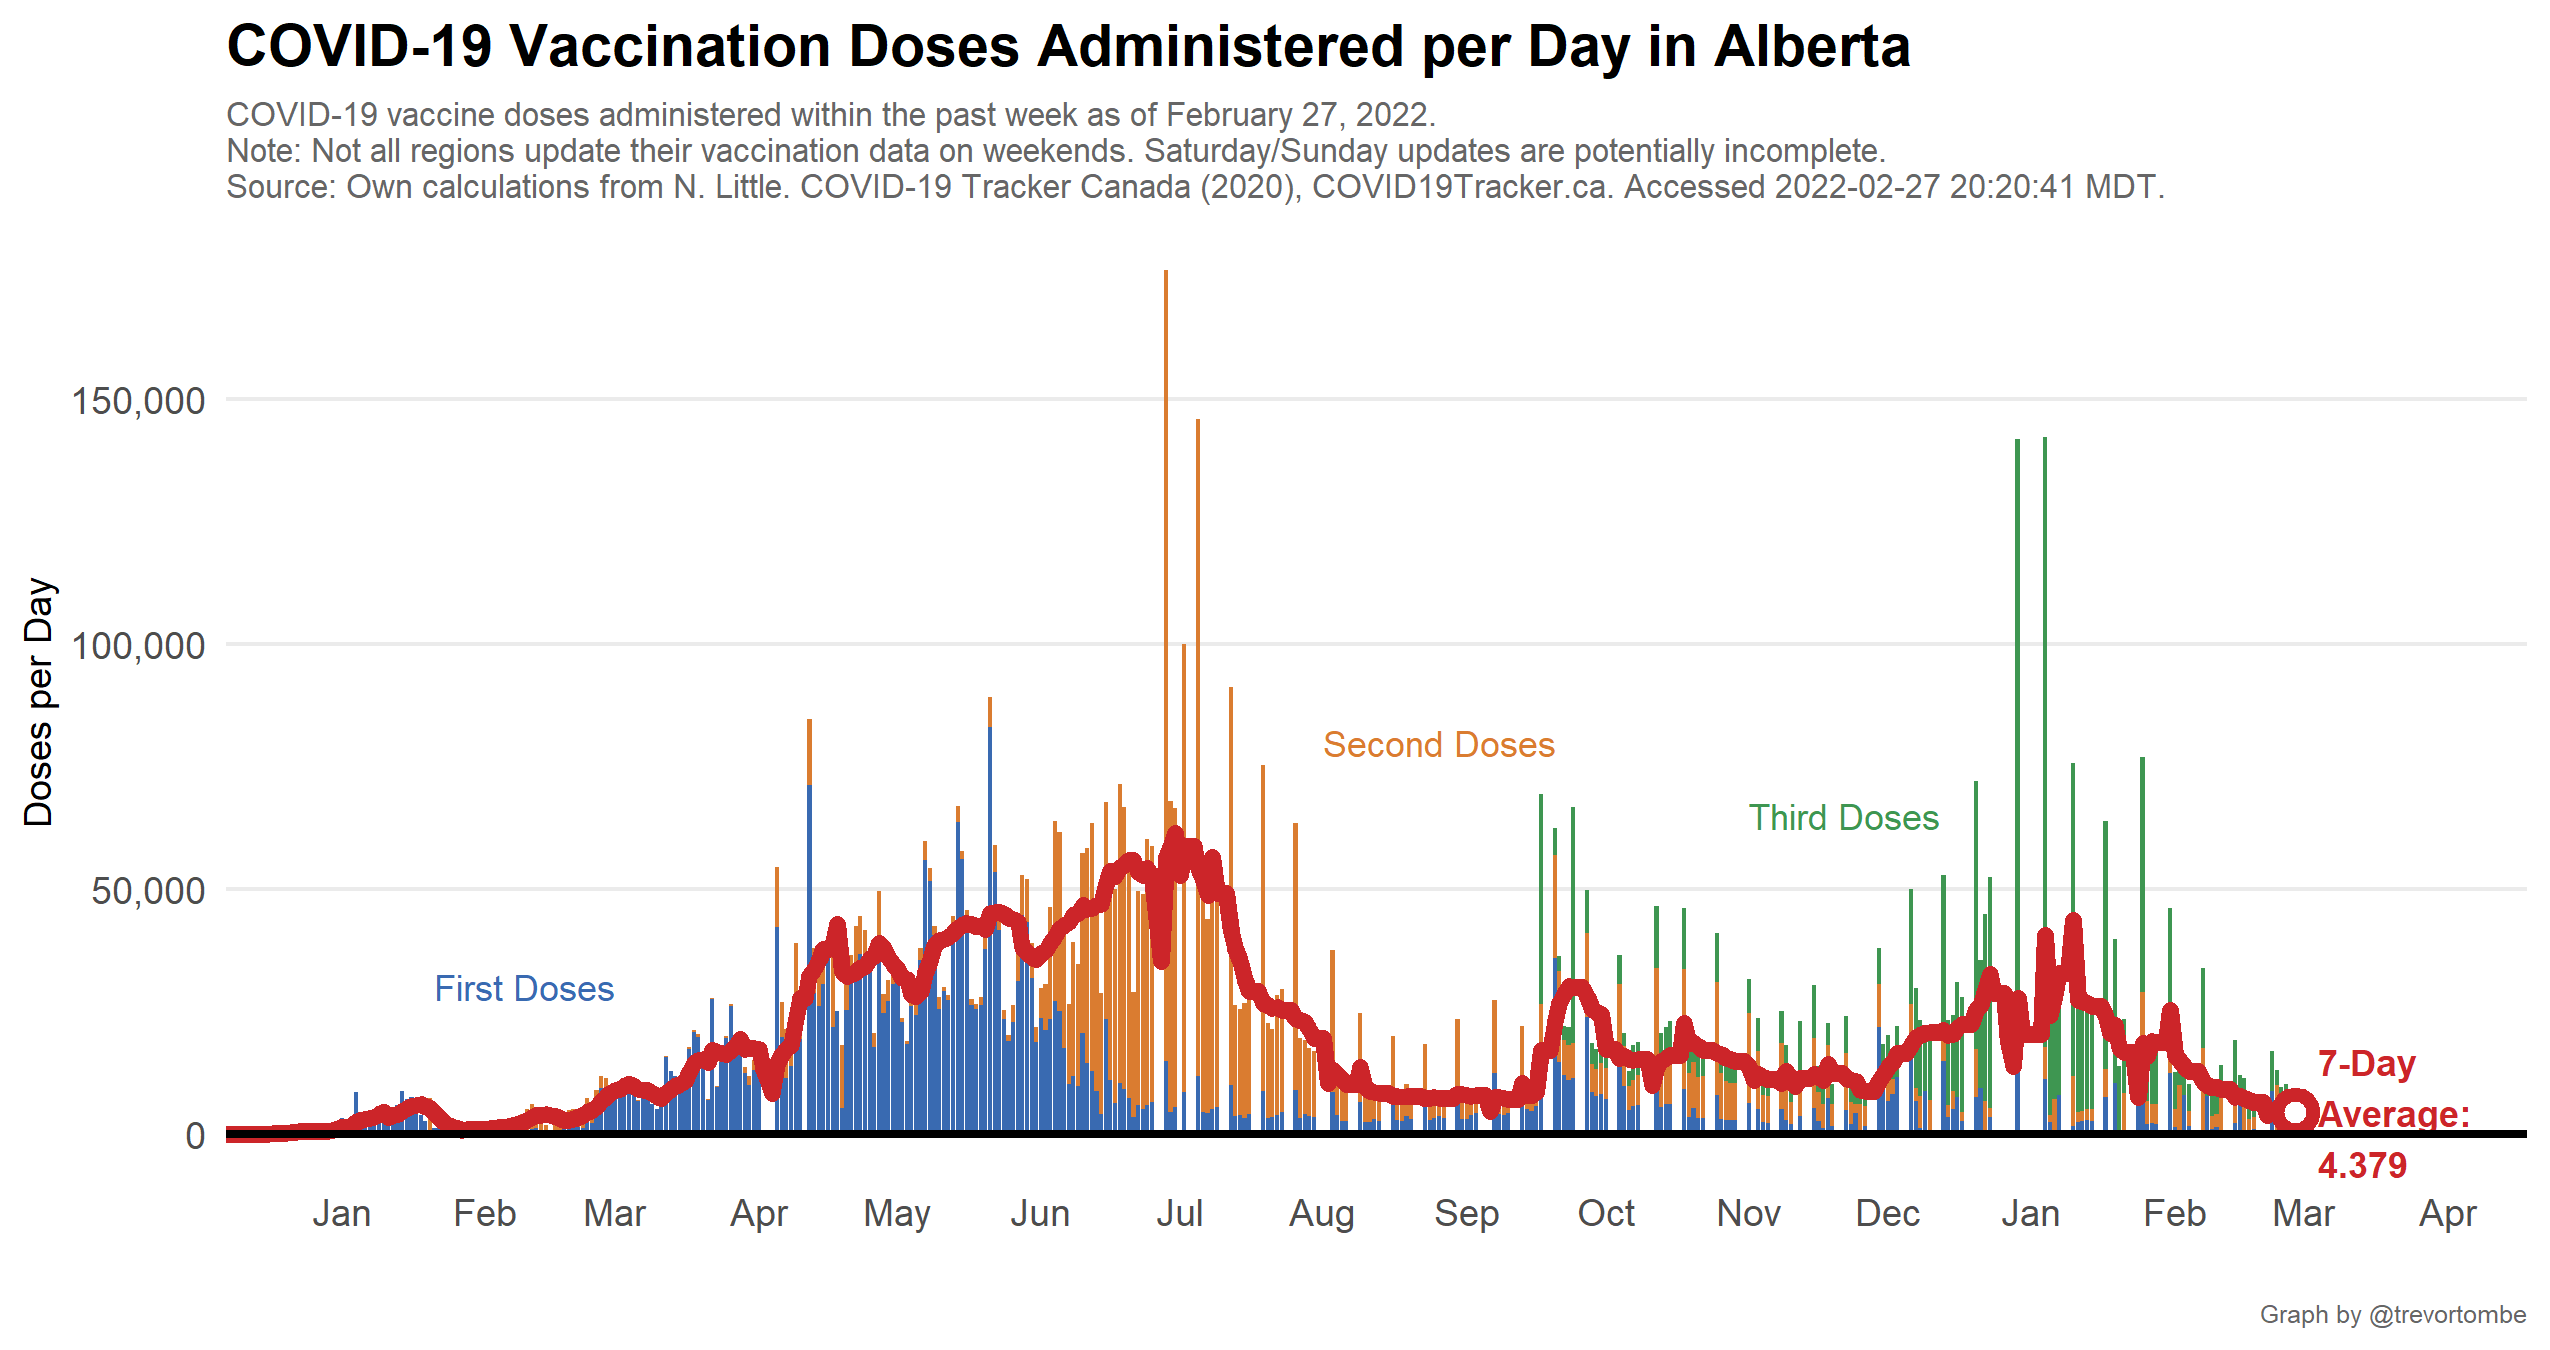 COVID-19 Vaccination Doses Administered per Day in Alberta
COVID-19 vaccine doses administered within the past week as of February 27, 2022.
Note: Not all regions update their vaccination data on weekends. Saturday/Sunday updates are potentially incomplete.
Source: Own calculations from N. Little. COVID-19 Tracker Canada (2020), COVID19Tracker.ca. Accessed 2022-02-27 20:20:41 MDT.
Doses per Day
150,000
100,000
50,000
0
Second Doses
Third Doses
First Doses
7-Day
Average:
4.379
Jan Feb Mar Apr May Jun Jul Aug Sep Oct Nov Dec Jan Feb Mar Apr
Graph by @trevortombe